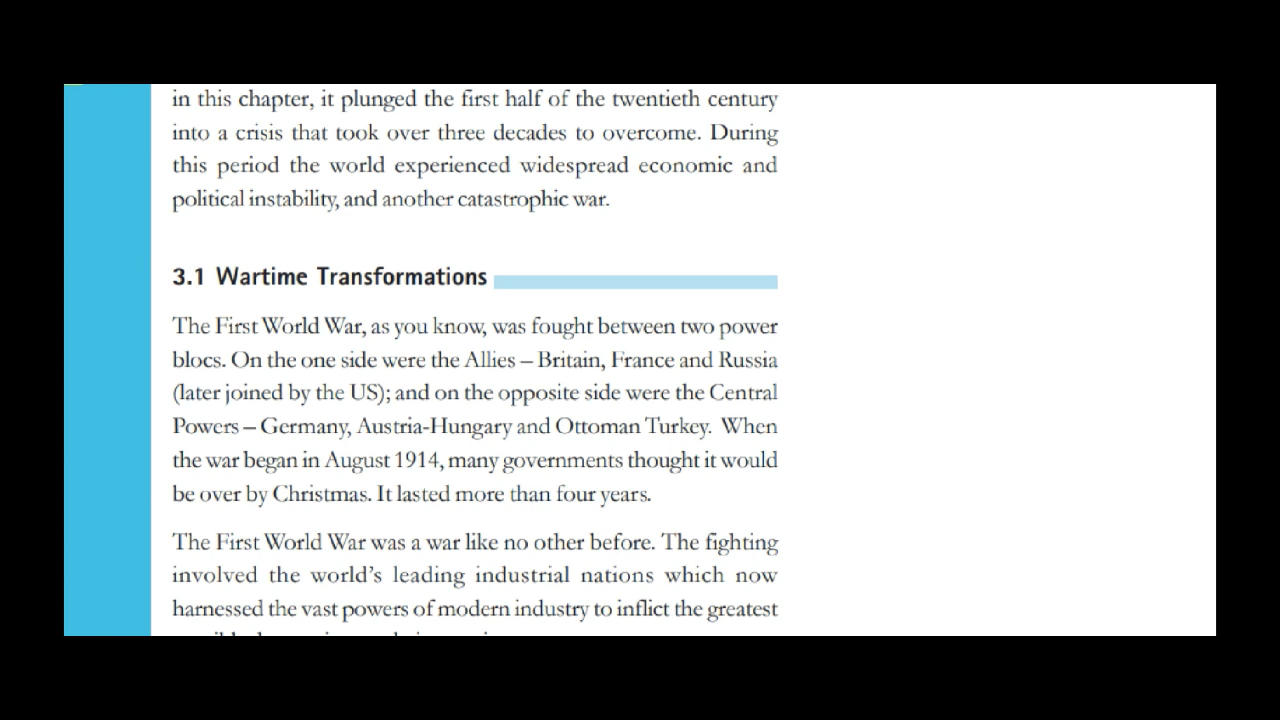 in this chapter, it plunged the first half of the twentieth century
into a crisis that took over three decades to overcome. During
this period the world experienced widespread economic and
political instability, and another catastrophic war.
3.1 Wartime Transformations
The First World War, as you know, was fought between two power
blocs. On the one side were the Allies – Britain, France and Russia
(later joined by the US); and on the opposite side were the Central
Powers – Germany, Austria-Hungary and Ottoman Turkey. When
the war began in August 1914, many governments thought it would
be over by Christmas. It lasted more than four years.
The First World War was a war like no other before. The fighting
involved the world's leading industrial nations which now
harnessed the vast powers of modern industry to inflict the greatest